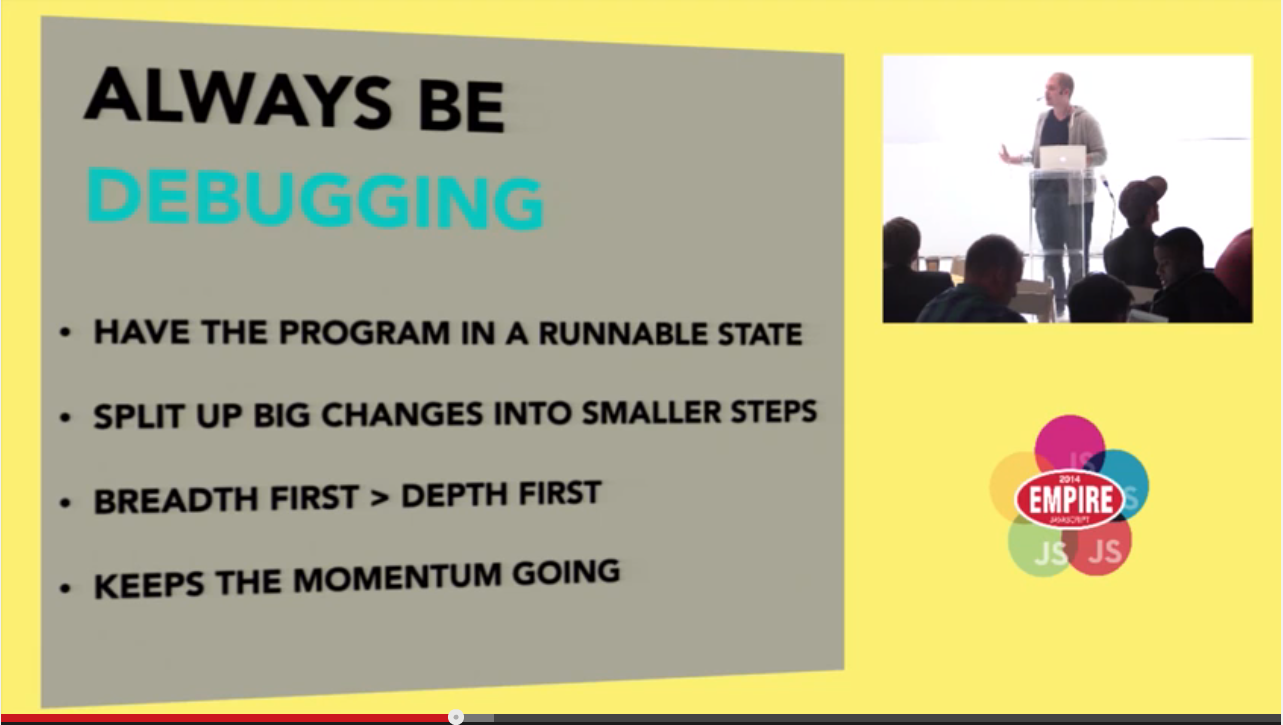 ALWAYS BE
DEBUGGING
• HAVE THE PROGRAM IN A RUNNABLE STATE
• SPLIT UP BIG CHANGES INTO SMALLER STEPS
• BREADTH FIRST > DEPTH FIRST
• KEEPS THE MOMENTUM GOING
JS
2014
EMPIRE
JAVASCRIPT
JS
JS